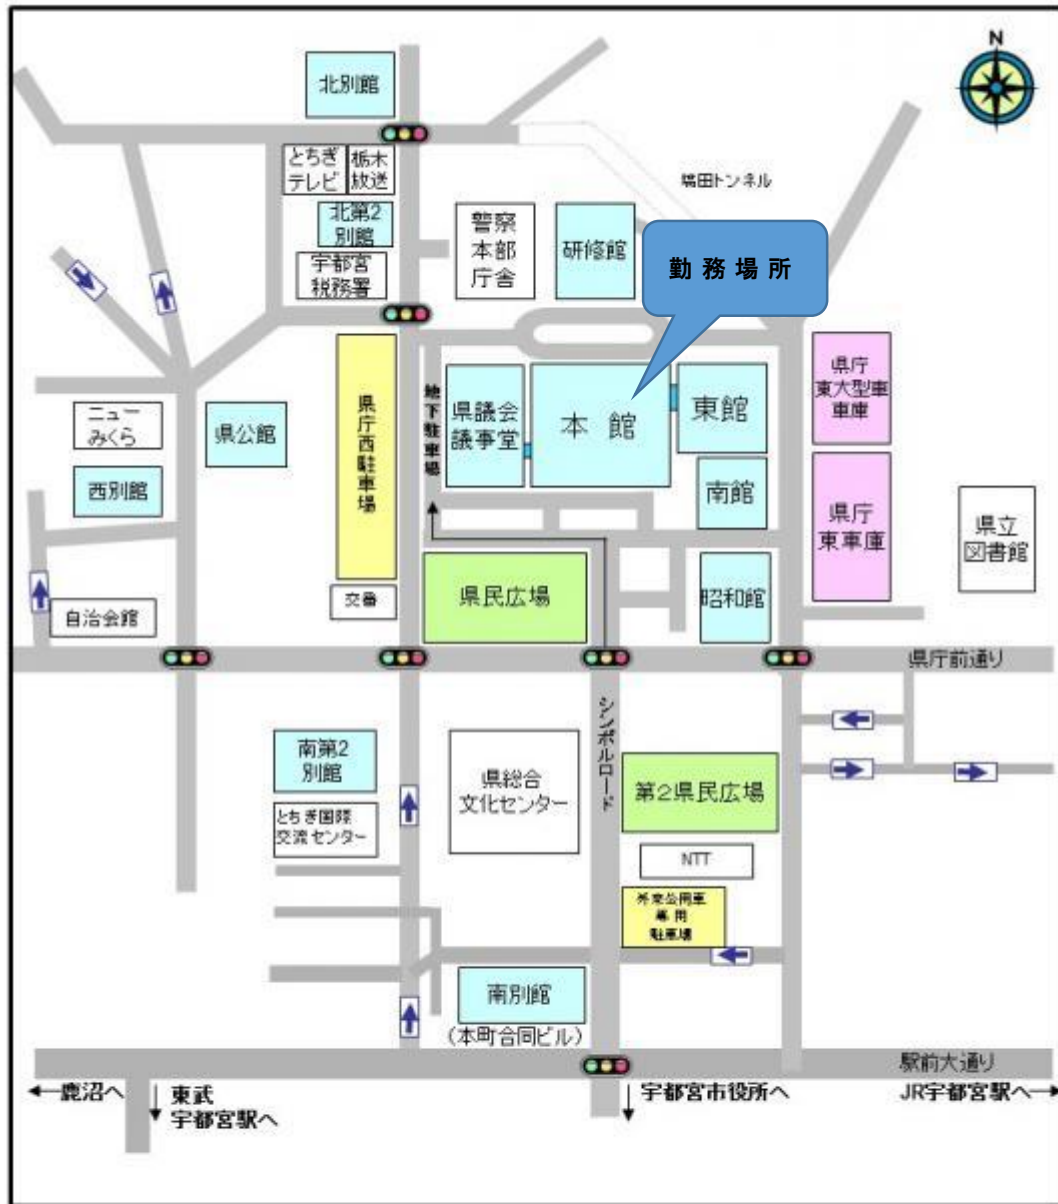 N
北別館
とちぎ
テレビ
栃木
放送
北第2
別館
宇都宮
税務署
警察
本部
庁舎
研修館
塙田トンネル
勤務場所
県庁西駐車場
地下駐車場
県議会
議事堂
本館
東館
南館
県庁
東大型車
車庫
県庁
東車庫
県立
図書館
ニュー
みくら
県公館
西別館
自治会館
交番
県民広場
昭和館
県庁前通り
南第2
別館
とちぎ国際
交流センター
県総合
文化センター
シンボルロード
第2県民広場
NTT
外来公用車
専用
駐車場
南別館
(本町合同ビル)
駅前大通り
←鹿沼へ
東武
宇都宮駅へ
宇都宮市役所へ
JR宇都宮駅へ→